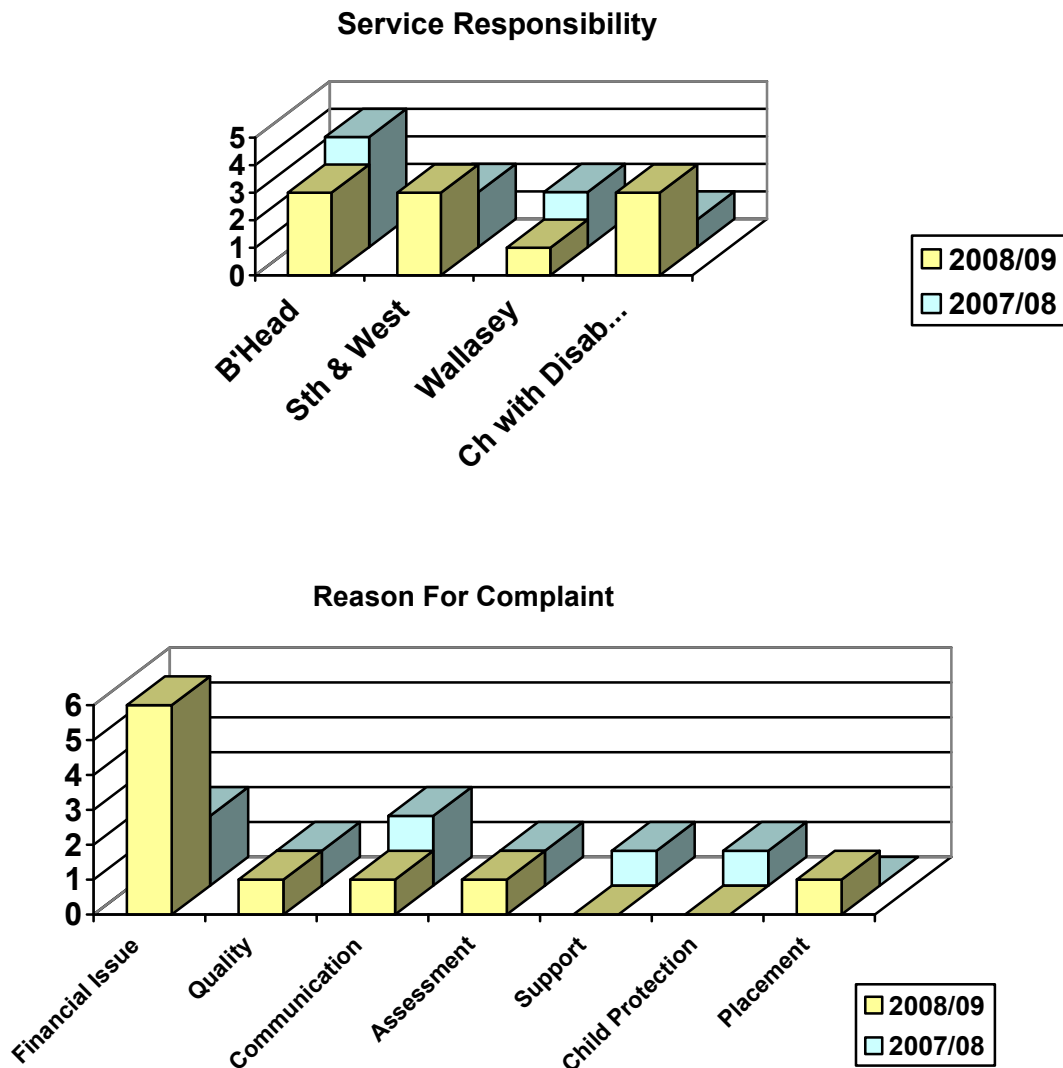 Service Responsibility
5
4
3
2
1
0
B'Head
Sth & West
Wallasey
Ch with Disab...
2008/09
2007/08
Reason For Complaint
6
5
4
3
2
1
0
Financial Issue
Quality
Communication
Assessment
Support
Child Protection
Placement
2008/09
2007/08